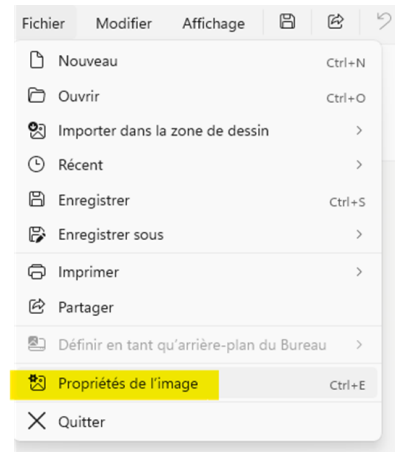 Fichier Modifier Affichage
Nouveau Ctrl+N
Ouvrir Ctrl+O
Importer dans la zone de dessin
Récent
Enregistrer Ctrl+S
Enregistrer sous
Imprimer
Partager
Définir en tant qu'arrière-plan du Bureau
Propriétés de l'image Ctrl+E
Quitter